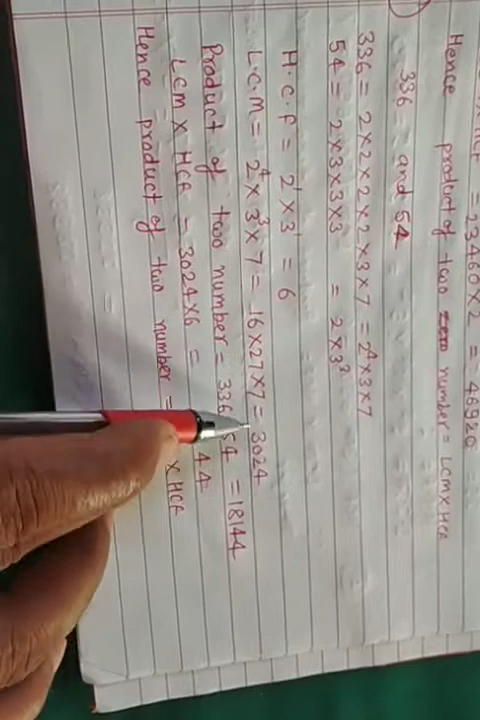 = 23460×2 = 46920
Hence product of two number = LCM×HCF
336 and 54
336 = 2×2×2×2×3×7 = 2⁴×3×7
54 = 2×3×3×3 = 2×3³
H.C.F = 2¹×3¹ = 6
L.C.M = 2⁴×3³×7 = 16×27×7 = 3024
Product of two number = 336 54 = 18144
LCM × HCF = 3024×6 = 44
Hence product of two number = × HCF